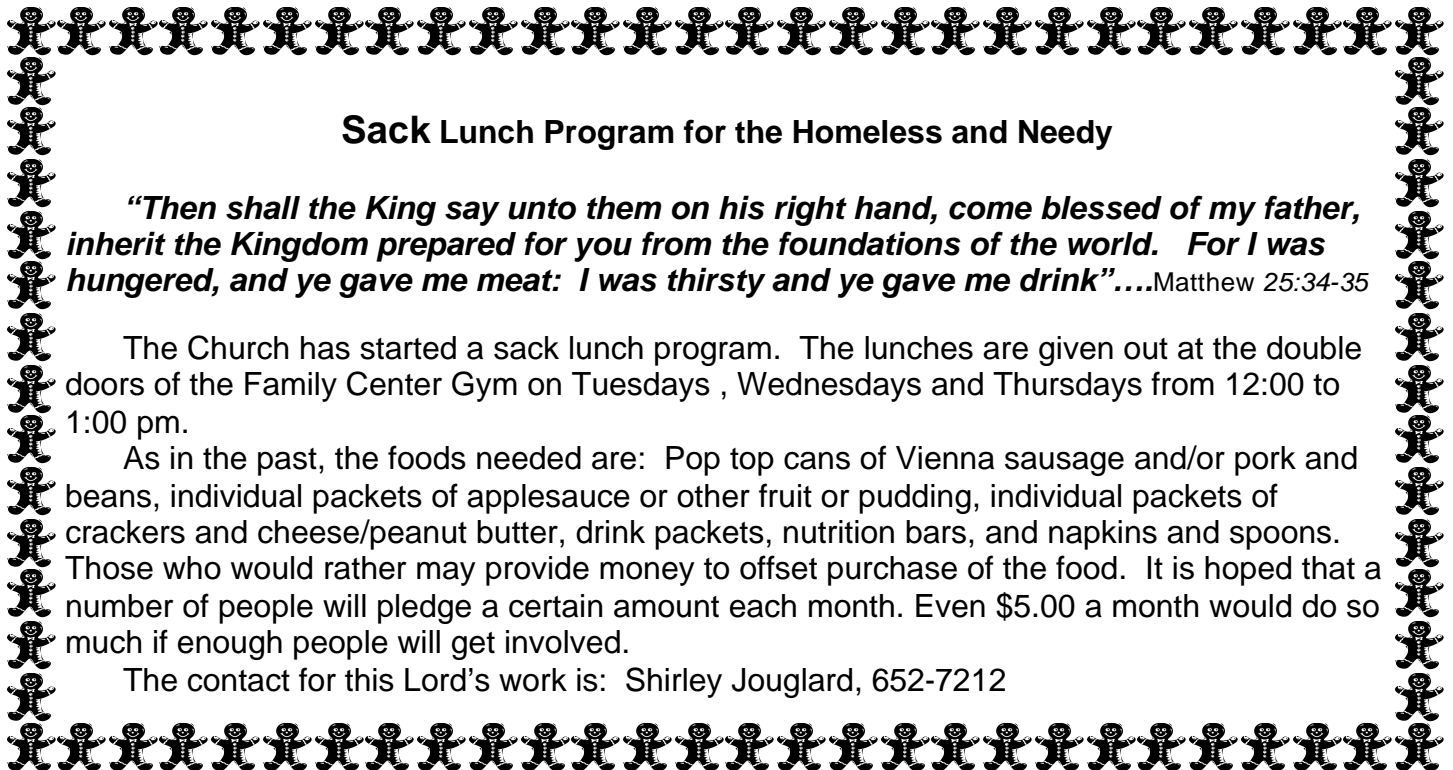 Sack Lunch Program for the Homeless and Needy
“Then shall the King say unto them on his right hand, come blessed of my father,
inherit the Kingdom prepared for you from the foundations of the world.   For I was
hungered, and ye gave me meat:  I was thirsty and ye gave me drink”….Matthew 25:34-35
The Church has started a sack lunch program.  The lunches are given out at the double
doors of the Family Center Gym on Tuesdays , Wednesdays and Thursdays from 12:00 to
1:00 pm.
As in the past, the foods needed are:  Pop top cans of Vienna sausage and/or pork and
beans, individual packets of applesauce or other fruit or pudding, individual packets of
crackers and cheese/peanut butter, drink packets, nutrition bars, and napkins and spoons.
Those who would rather may provide money to offset purchase of the food.  It is hoped that a
number of people will pledge a certain amount each month. Even $5.00 a month would do so
much if enough people will get involved.
The contact for this Lord’s work is:  Shirley Jouglard, 652-7212